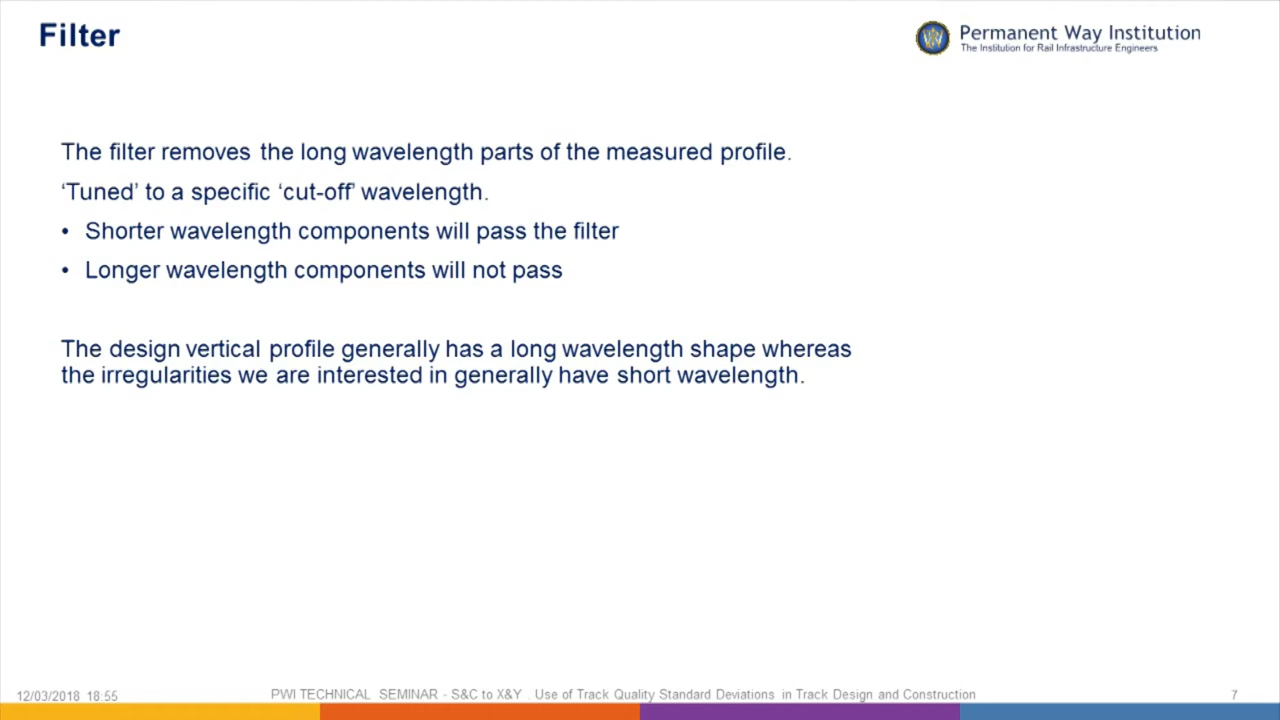 Filter
Permanent Way Institution
The Institution for Rail Infrastructure Engineers
The filter removes the long wavelength parts of the measured profile.
‘Tuned’ to a specific ‘cut-off’ wavelength.
• Shorter wavelength components will pass the filter
• Longer wavelength components will not pass
The design vertical profile generally has a long wavelength shape whereas
the irregularities we are interested in generally have short wavelength.
12/03/2018 18:55
PWI TECHNICAL SEMINAR - S&C to X&Y . Use of Track Quality Standard Deviations in Track Design and Construction
7